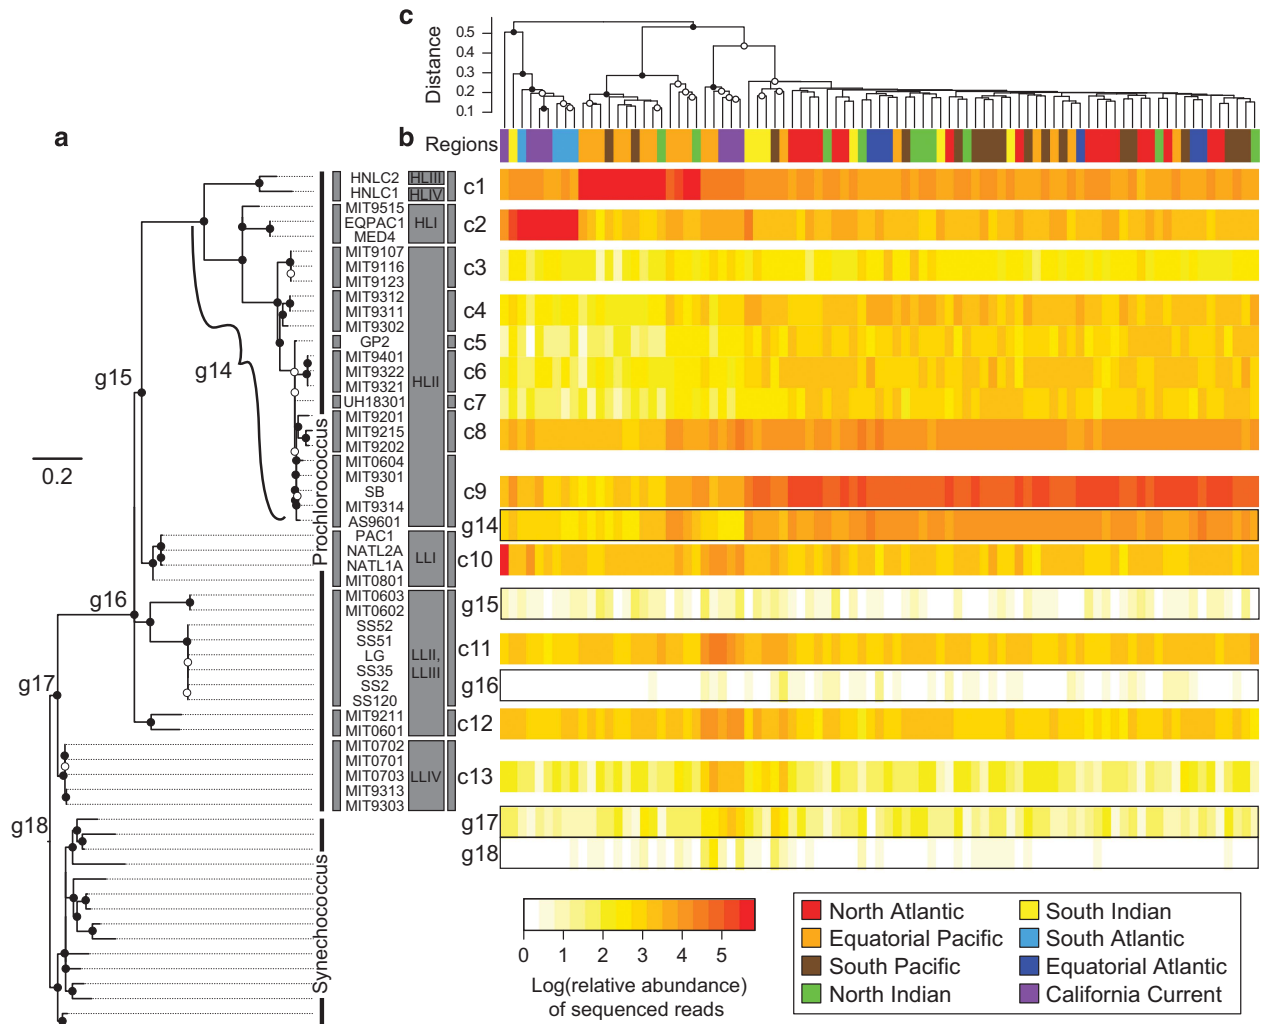 c
Distance
0.5
0.4
0.3
0.2
0.1
a
b
Regions
HNLC2
HLIII
HNLC1
HLIV
c1
MIT9515
EQPAC1
HLI
c2
MED4
MIT9107
MIT9116
c3
MIT9123
MIT9312
MIT9311
c4
MIT9302
GP2
c5
MIT9401
MIT9322
c6
MIT9321
HLII
UH18301
c7
MIT9201
MIT9215
c8
MIT9202
MIT0604
MIT9301
SB
c9
MIT9314
AS9601
g14
PAC1
NATL2A
LLI
c10
NATL1A
MIT0801
MIT0603
g15
MIT0602
SS52
SS51
c11
LG
LLII,
LLIII
SS35
SS2
g16
SS120
MIT9211
c12
MIT0601
MIT0702
MIT0701
MIT0703
LLIV
c13
MIT9313
MIT9303
g17
g18
g15
g14
g16
g17
g18
0.2
Prochlorococcus
Synechococcus
0 1 2 3 4 5
Log(relative abundance)
of sequenced reads
North Atlantic
Equatorial Pacific
South Pacific
North Indian
South Indian
South Atlantic
Equatorial Atlantic
California Current